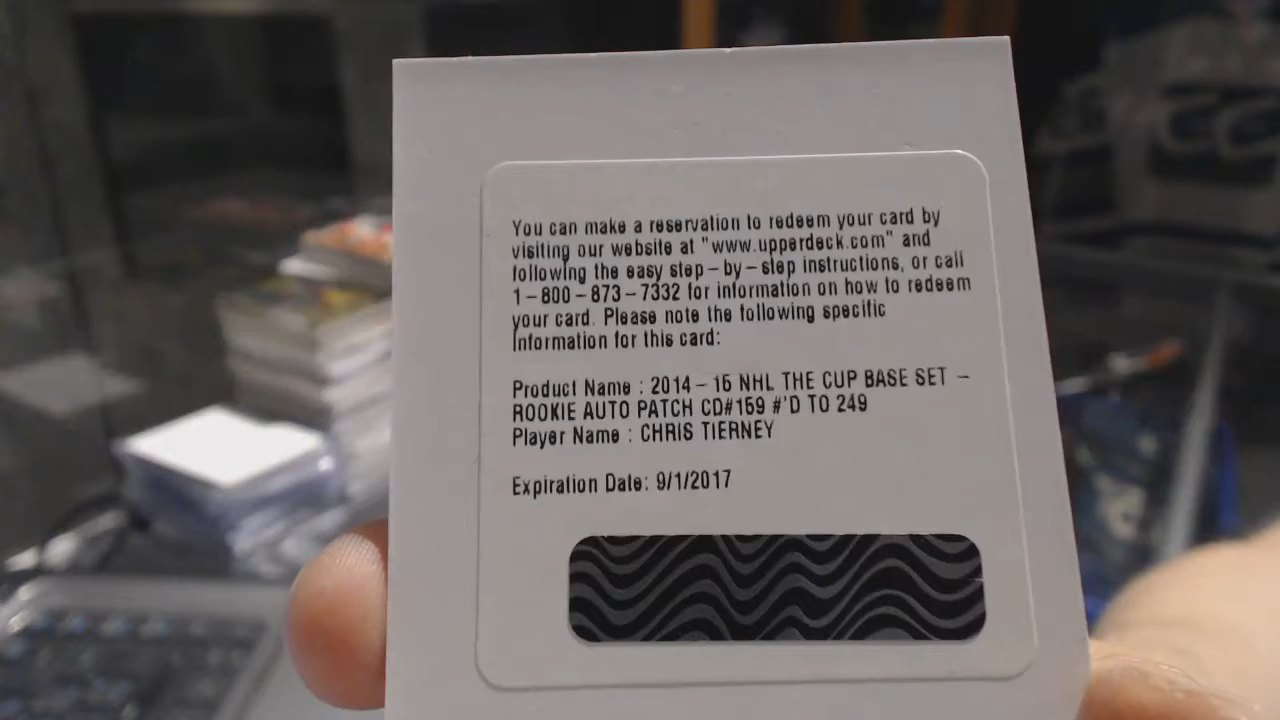 You can make a reservation to redeem your card by
visiting our website at "www.upperdeck.com" and
following the easy step – by – step instructions, or call
1 – 800 – 873 – 7332 for information on how to redeem
your card. Please note the following specific
Information for this card:
Product Name : 2014 – 15 NHL THE CUP BASE SET –
ROOKIE AUTO PATCH CD#159 #'D TO 249
Player Name : CHRIS TIERNEY
Expiration Date: 9/1/2017